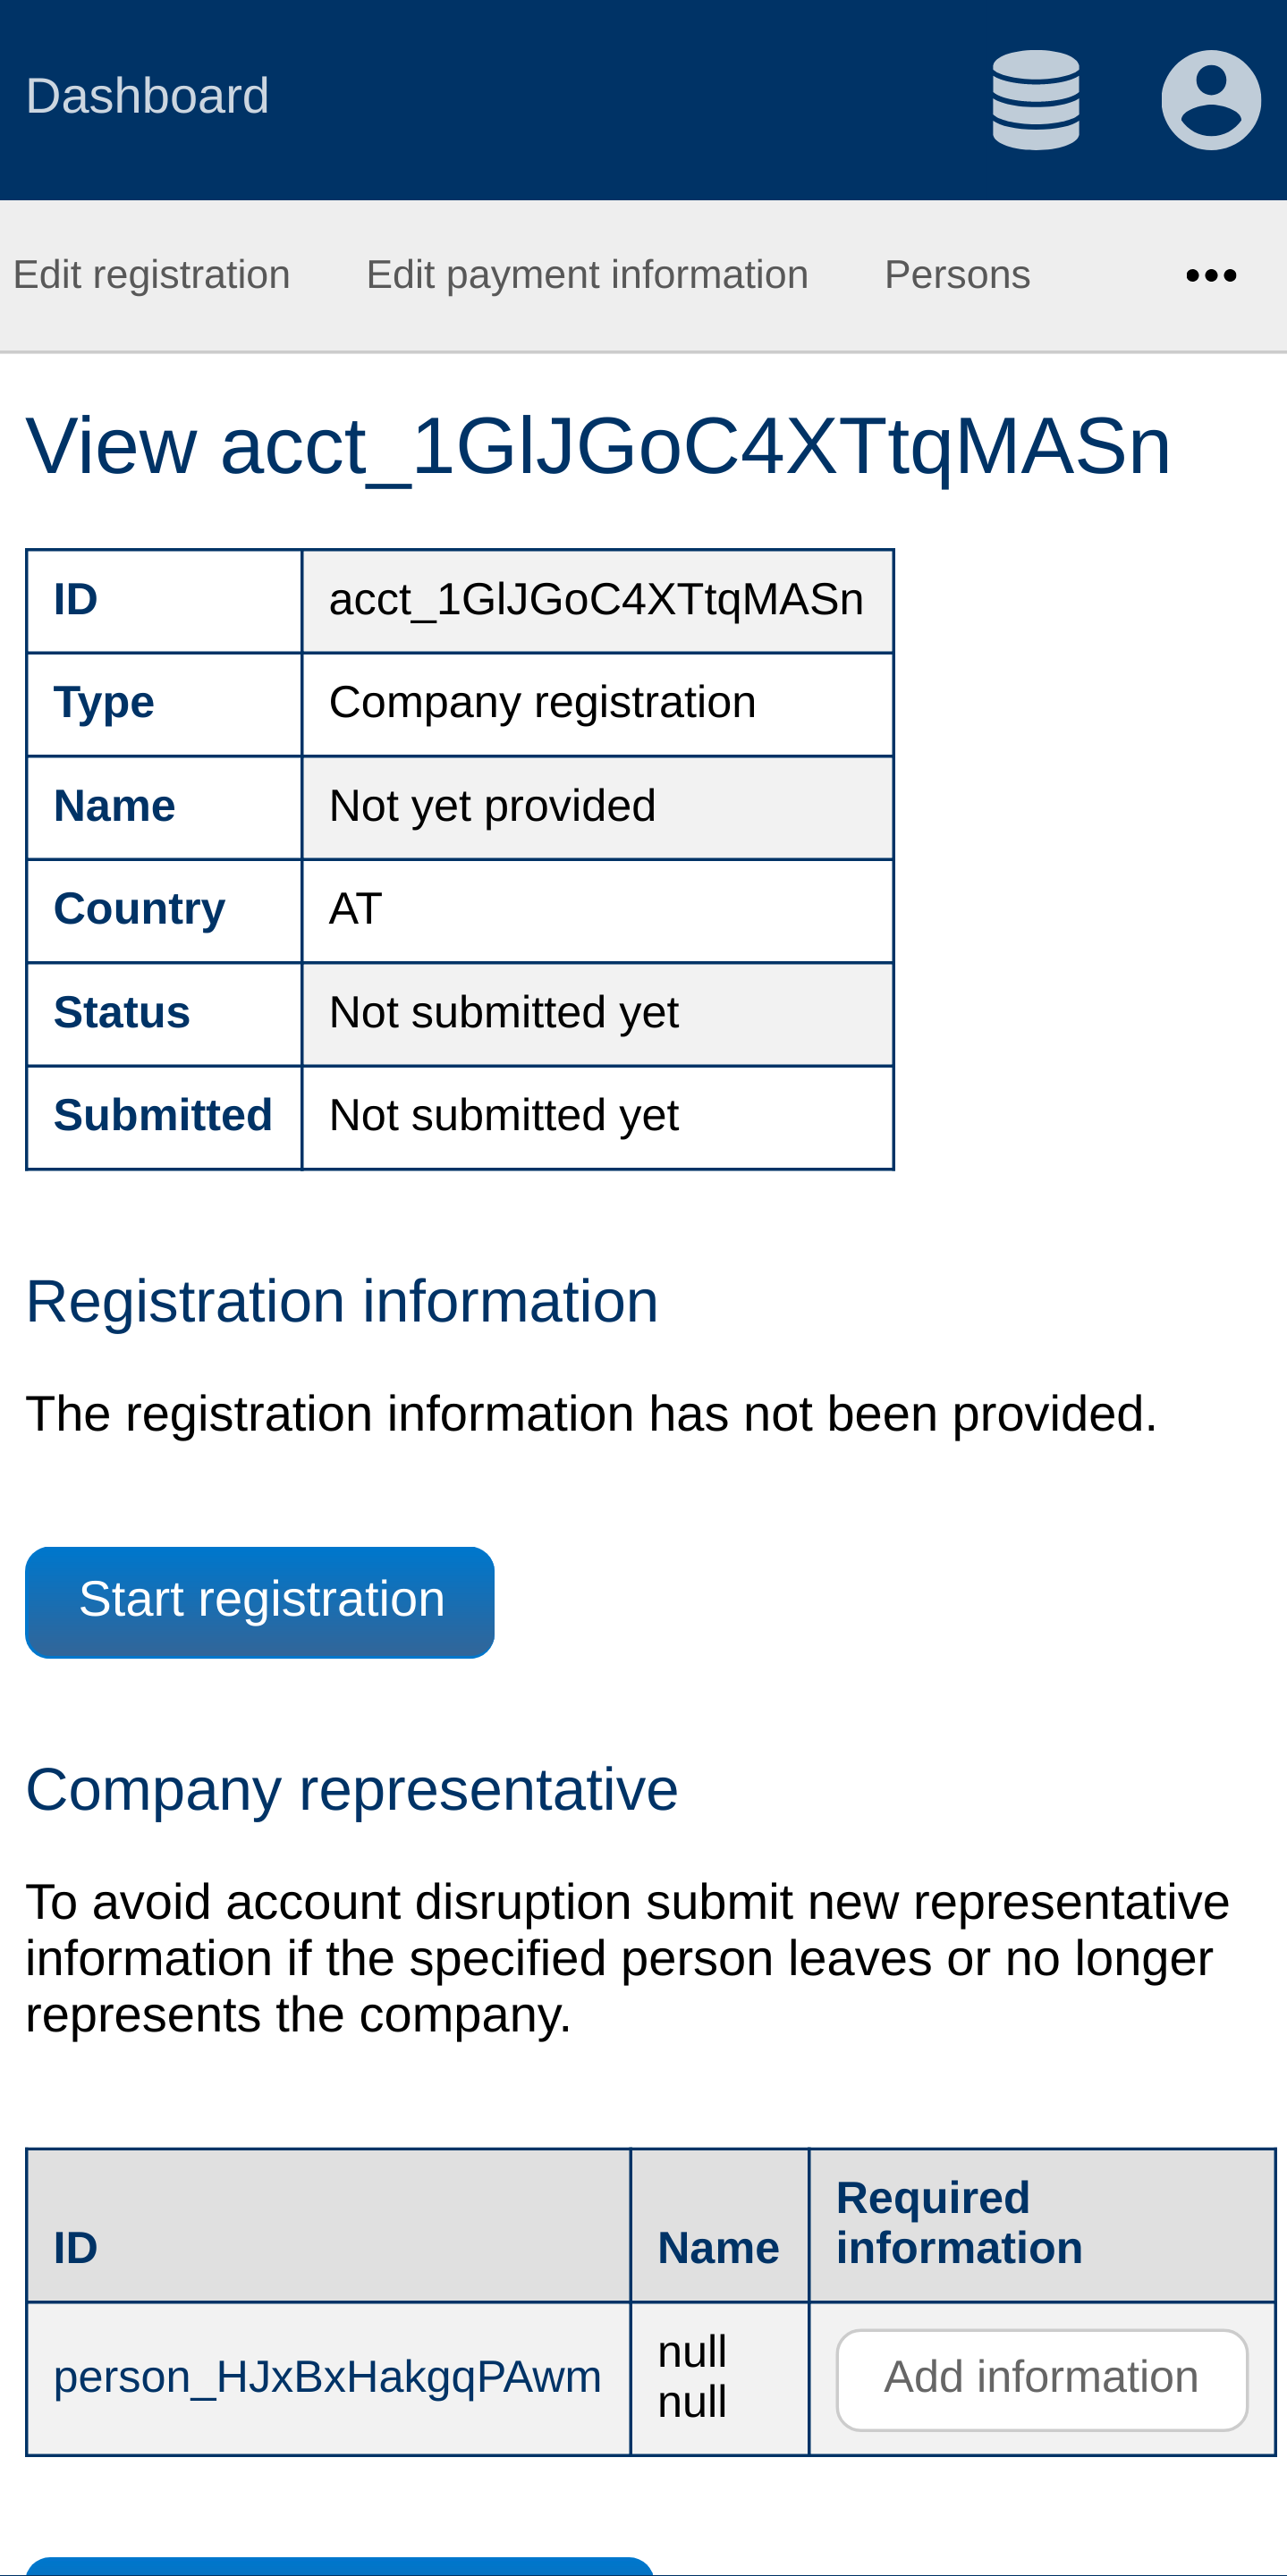 Dashboard
Edit registration Edit payment information Persons •••
View acct_1GlJGoC4XTtqMASn
ID acct_1GlJGoC4XTtqMASn
Type Company registration
Name Not yet provided
Country AT
Status Not submitted yet
Submitted Not submitted yet
Registration information
The registration information has not been provided.
Start registration
Company representative
To avoid account disruption submit new representative
information if the specified person leaves or no longer
represents the company.
ID Name Required
information
person_HJxBxHakgqPAwm null
null Add information